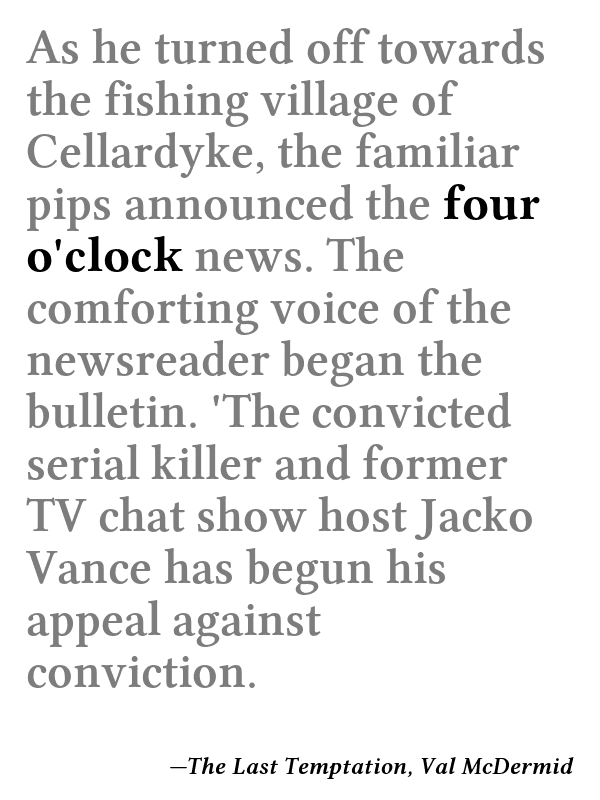 As he turned off towards
the fishing village of
Cellardyke, the familiar
pips announced the four
o'clock news. The
comforting voice of the
newsreader began the
bulletin. 'The convicted
serial killer and former
TV chat show host Jacko
Vance has begun his
appeal against
conviction.
—The Last Temptation, Val McDermid